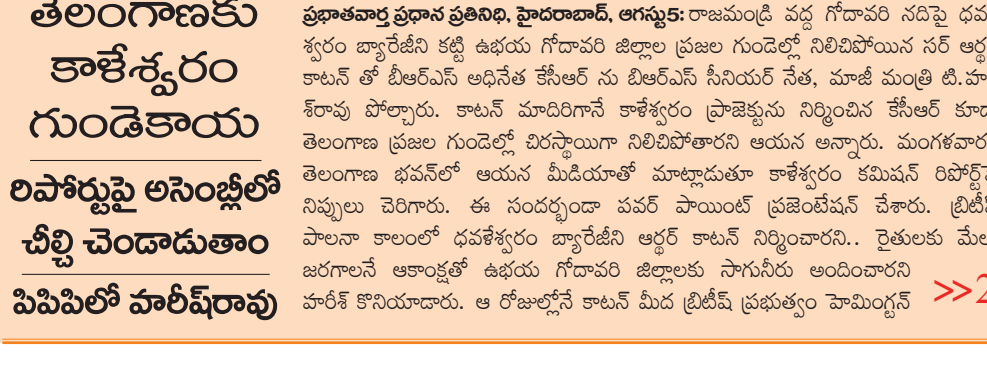 తెలంగాణకు
కాళేశ్వరం
గుండెకాయ
రిపోర్టుపై అసెంబ్లీలో
చీల్చి చెండాడుతాం
పిపిపిలో హరీష్‌రావు
ప్రభాతవార్త ప్రధాన ప్రతినిధి, హైదరాబాద్, ఆగస్టు5: రాజమండ్రి వద్ద గోదావరి నదిపై ధవ
శ్వరం బ్యారేజీని కట్టి ఉభయ గోదావరి జిల్లాల ప్రజల గుండెల్లో నిలిచిపోయిన సర్ ఆర్థ
కాటన్ తో బీఆర్ఎస్ అధినేత కేసీఆర్ ను బిఆర్ఎస్ సీనియర్ నేత, మాజీ మంత్రి టి.హ
శ్‌రావు పోల్చారు. కాటన్ మాదిరిగానే కాళేశ్వరం ప్రాజెక్టును నిర్మించిన కేసీఆర్ కూడ
తెలంగాణ ప్రజల గుండెల్లో చిరస్థాయిగా నిలిచిపోతారని ఆయన అన్నారు. మంగళవార
తెలంగాణ భవన్‌లో ఆయన మీడియాతో మాట్లాడుతూ కాళేశ్వరం కమిషన్ రిపోర్ట్‌పై
నిప్పులు చెరిగారు. ఈ సందర్భండా పవర్ పాయింట్ ప్రజెంటేషన్ చేశారు. బ్రిటీష్
పాలనా కాలంలో ధవళేశ్వరం బ్యారేజీని ఆర్థర్ కాటన్ నిర్మించారని.. రైతులకు మేల
జరగాలనే ఆకాంక్షతో ఉభయ గోదావరి జిల్లాలకు సాగునీరు అందించారని
హరీశ్ కొనియాడారు. ఆ రోజుల్లోనే కాటన్ మీద బ్రిటీష్ ప్రభుత్వం హెమింగ్టన్
>>2